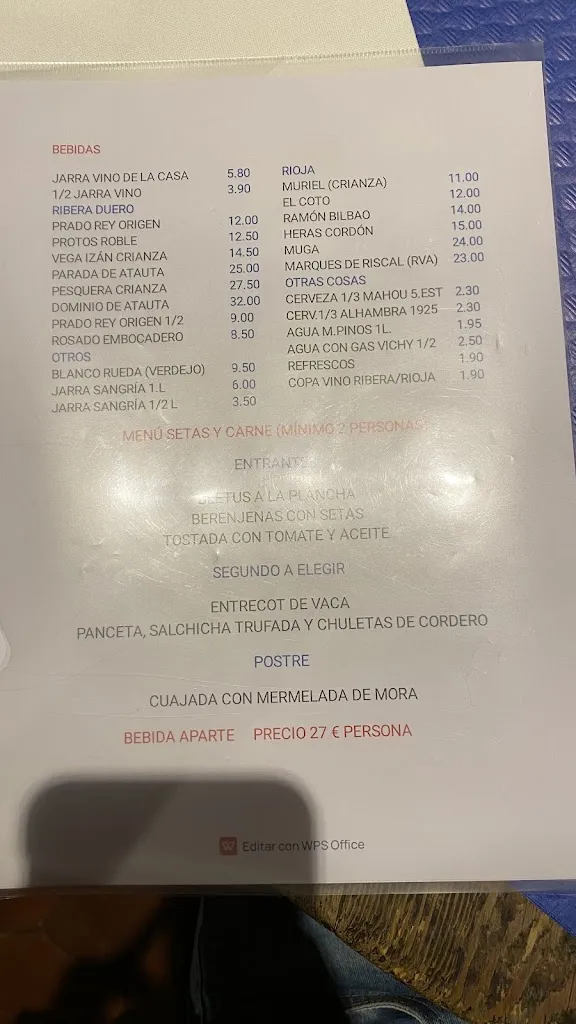 BEBIDAS
JARRA VINO DE LA CASA 5.80
1/2 JARRA VINO 3.90
RIBERA DUERO
PRADO REY ORIGEN 12.00
PROTOS ROBLE 12.50
VEGA IZÁN CRIANZA 14.50
PARADA DE ATAUTA 25.00
PESQUERA CRIANZA 27.50
DOMINIO DE ATAUTA 32.00
PRADO REY ORIGEN 1/2 9.00
ROSADO EMBOCADERO 8.50
OTROS
BLANCO RUEDA (VERDEJO) 9.50
JARRA SANGRÍA 1.L 6.00
JARRA SANGRÍA 1/2 L 3.50
RIOJA
MURIEL (CRIANZA) 11.00
EL COTO 12.00
RAMÓN BILBAO 14.00
HERAS CORDÓN 15.00
MUGA 24.00
MARQUES DE RISCAL (RVA) 23.00
OTRAS COSAS
CERVEZA 1/3 MAHOU 5.EST 2.30
CERV.1/3 ALHAMBRA 1925 2.30
AGUA M.PINOS 1L. 1.95
AGUA CON GAS VICHY 1/2 2.50
REFRESCOS 1.90
COPA VINO RIBERA/RIOJA 1.90
MENÚ SETAS Y CARNE (MÍNIMO 2 PERSONAS)
ENTRANTES
A LA PLANCHA
BERENJENAS CON SETAS
TOSTADA CON TOMATE Y ACEITE
SEGUNDO A ELEGIR
ENTRECOT DE VACA
PANCETA, SALCHICHA TRUFADA Y CHULETAS DE CORDERO
POSTRE
CUAJADA CON MERMELADA DE MORA
BEBIDA APARTE PRECIO 27 € PERSONA
W Editar con WPS Office